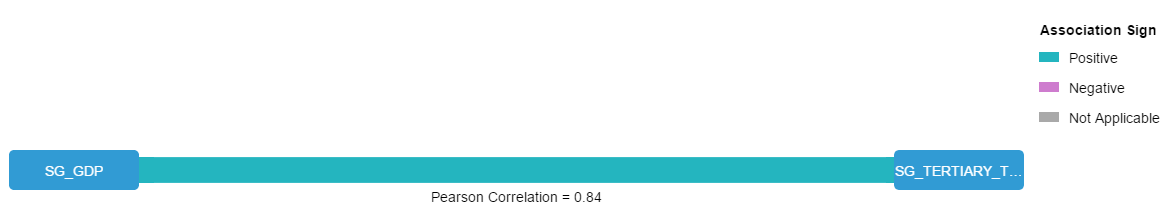 Association Sign
Positive
Negative
Not Applicable
SG_GDP
SG_TERTIARY_T...
Pearson Correlation = 0.84